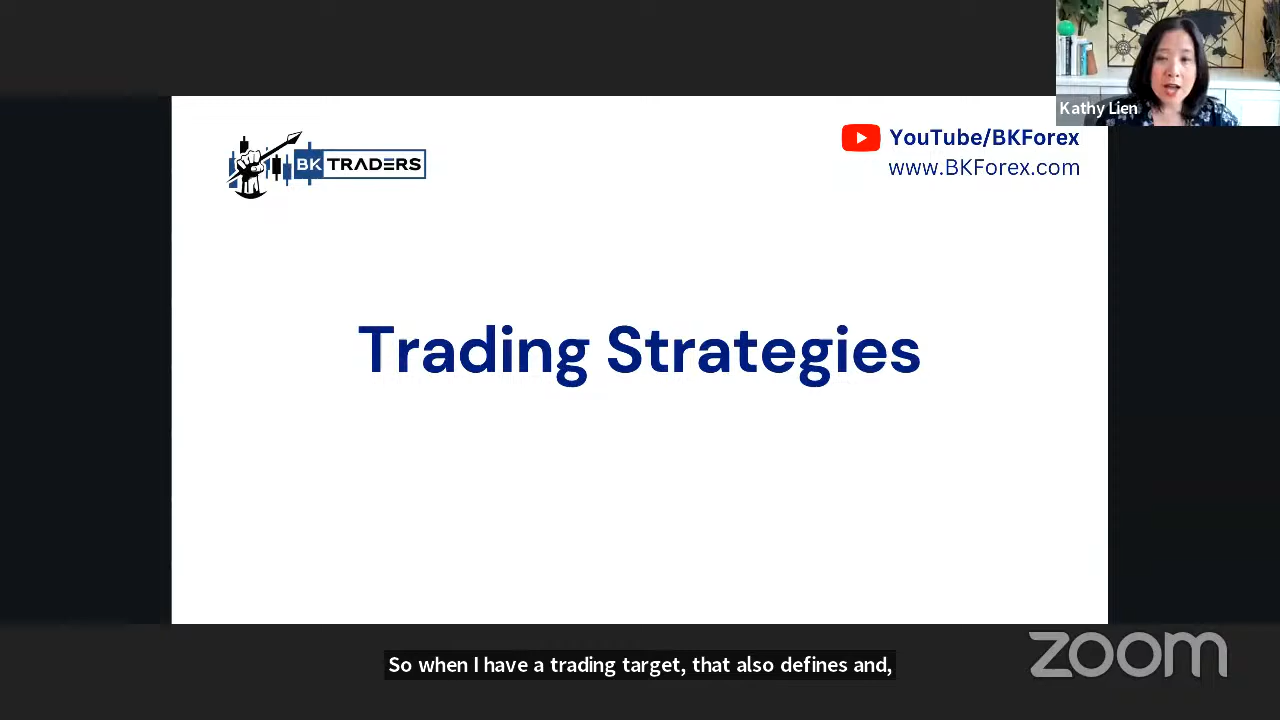 Kathy Lien
BK TRADERS
YouTube/BKForex
www.BKForex.com
Trading Strategies
So when I have a trading target, that also defines and,
zoom